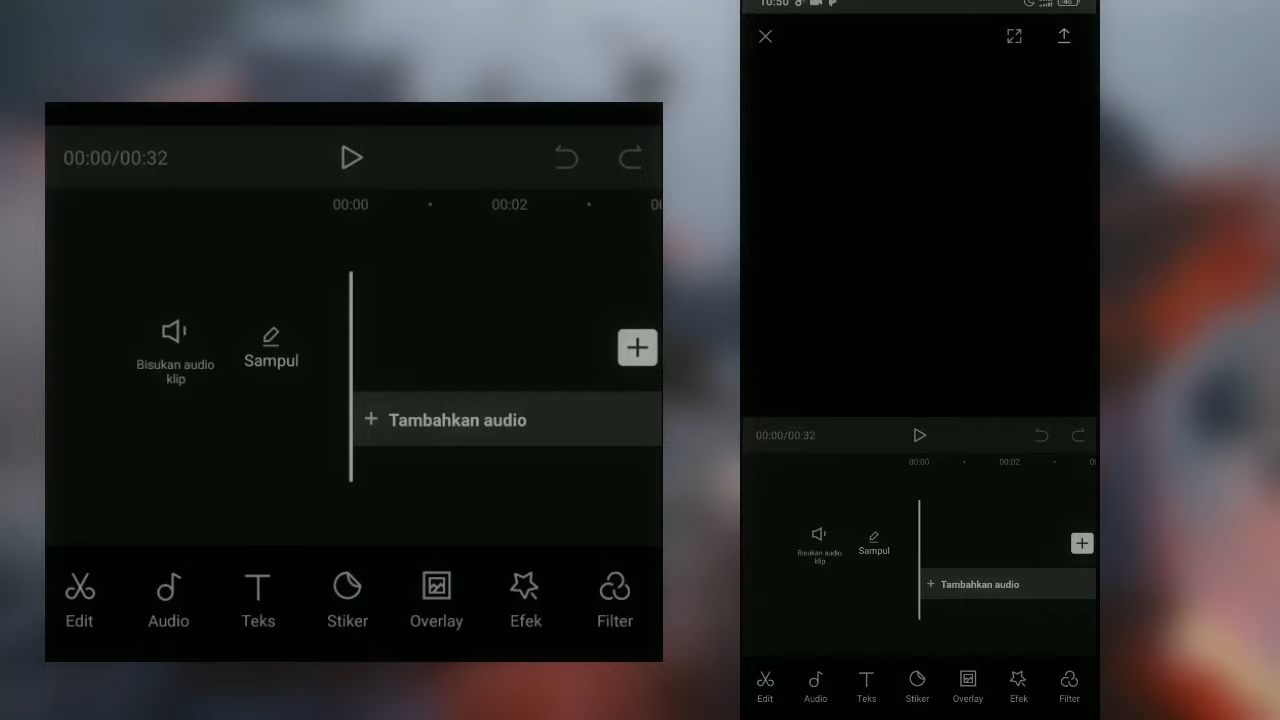 00:00/00:32
00:00
00:02
Bisukan audio
klip
Sampul
+ Tambahkan audio
Edit
Audio
Teks
Stiker
Overlay
Efek
Filter
10:50
00:00/00:32
00:00
00:02
Bisukan audio
klip
Sampul
+ Tambahkan audio
Edit
Audio
Teks
Stiker
Overlay
Efek
Filter